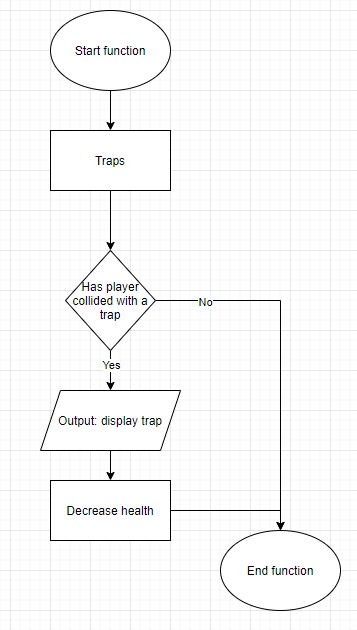 Start function
Traps
Has player
collided with a
trap
No
Yes
Output: display trap
Decrease health
End function